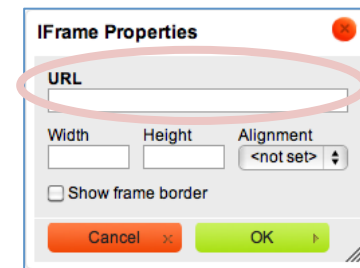 IFrame Properties
URL
Width Height Alignment
<not set>
Show frame border
Cancel OK